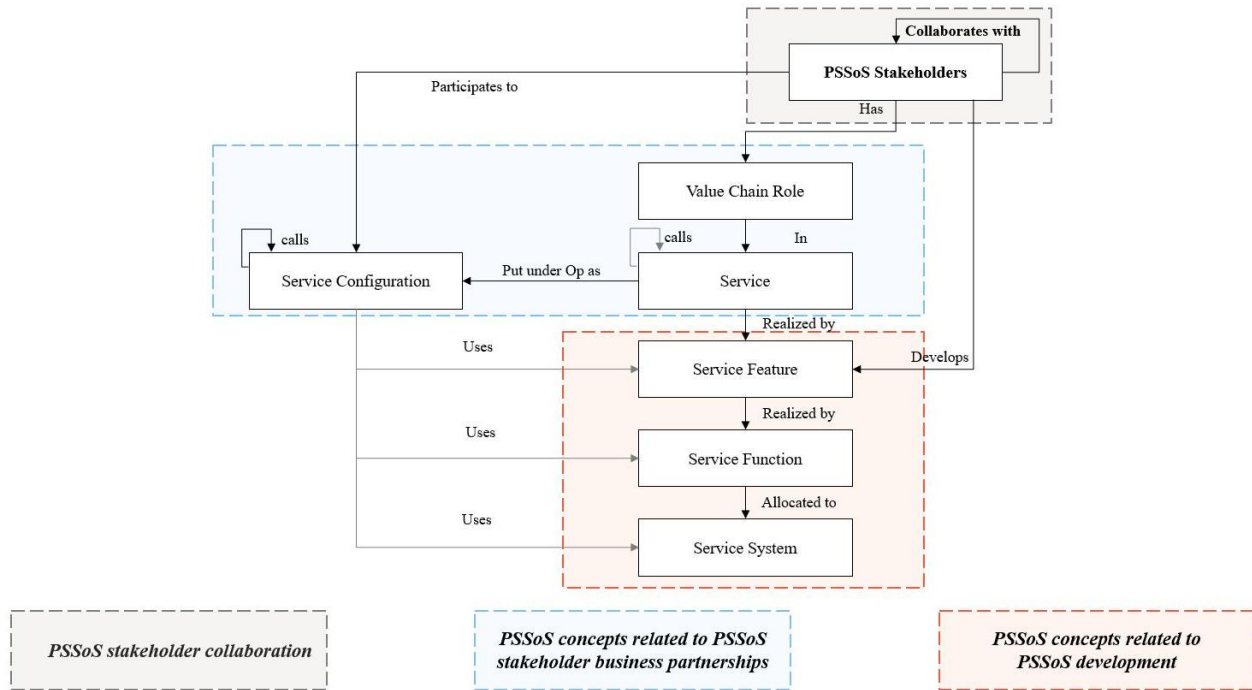 Collaborates with
PSSoS Stakeholders
Participates to
Has
Value Chain Role
calls
calls
In
Service Configuration
Put under Op as
Service
Realized by
Uses
Develops
Service Feature
Realized by
Uses
Service Function
Allocated to
Uses
Service System
PSSoS stakeholder collaboration
PSSoS concepts related to PSSoS
stakeholder business partnerships
PSSoS concepts related to
PSSoS development